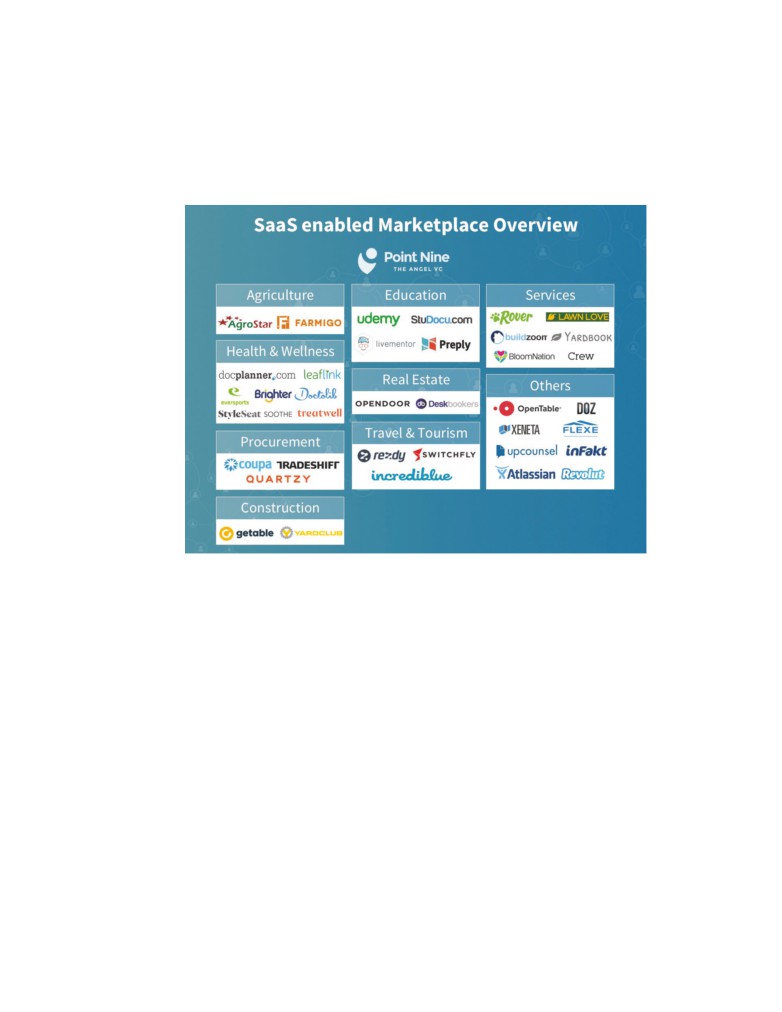 SaaS enabled Marketplace Overview
Point Nine
THE ANGEL VC
Agriculture
AgroStar FARMIGO
Health & Wellness
docplanner.com leaflink
eversports Brighter Doctolib
StyleSeat SOOTHE treatwell
Procurement
coupa TRADESHIFT
QUARTZY
Construction
getable YARDCLUB
Education
udemy StuDocu.com
livementor Preply
Real Estate
OPENDOOR Deskbookers
Travel & Tourism
rezdy SWITCHFLY
incrediblue
Services
Rover LAWN LOVE
buildzoom YARDBOOK
BloomNation Crew
Others
OpenTable DOZ
XENETA FLEXE
upcounsel inFakt
Atlassian Revolut